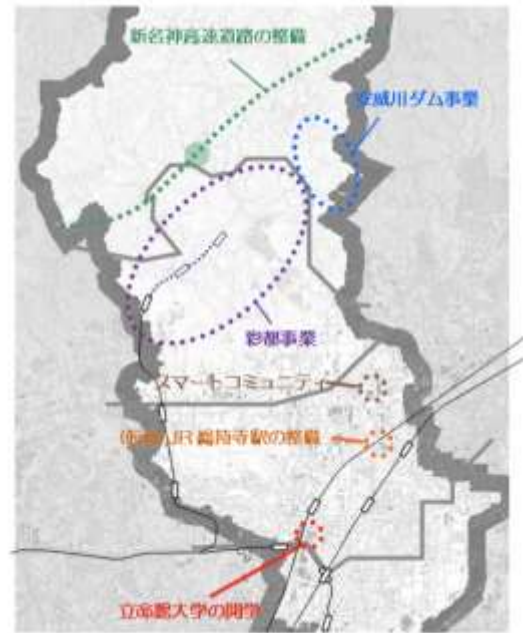 新名神高速道路の整備
安威川ダム事業
彩都事業
スマートコミュニティ
(仮称)JR総持寺駅の整備
立命館大学の開学